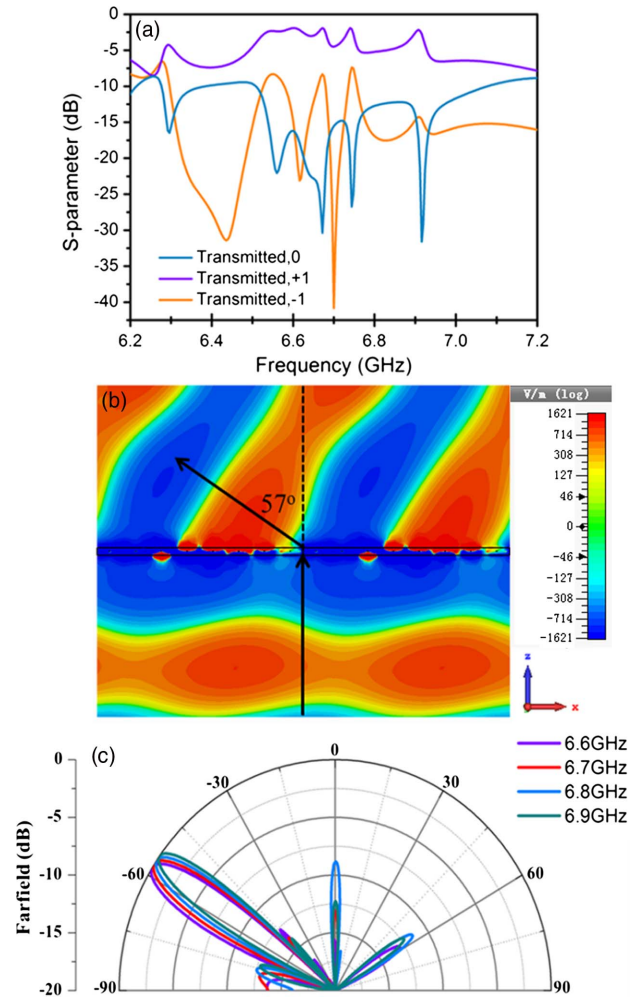 (a)
0
-5
-10
-15
-20
-25
-30
-35
-40
S-parameter (dB)
Transmitted,0
Transmitted,+1
Transmitted,-1
6.2 6.4 6.6 6.8 7.0 7.2
Frequency (GHz)
(b)
57°
V/m (log)
1621
714
308
127
46
0
-46
-127
-308
-714
-1621
z
x
(c)
6.6GHz
6.7GHz
6.8GHz
6.9GHz
0
-5
-10
-15
-20
Farfield (dB)
-90
-60
-30
0
30
60
90